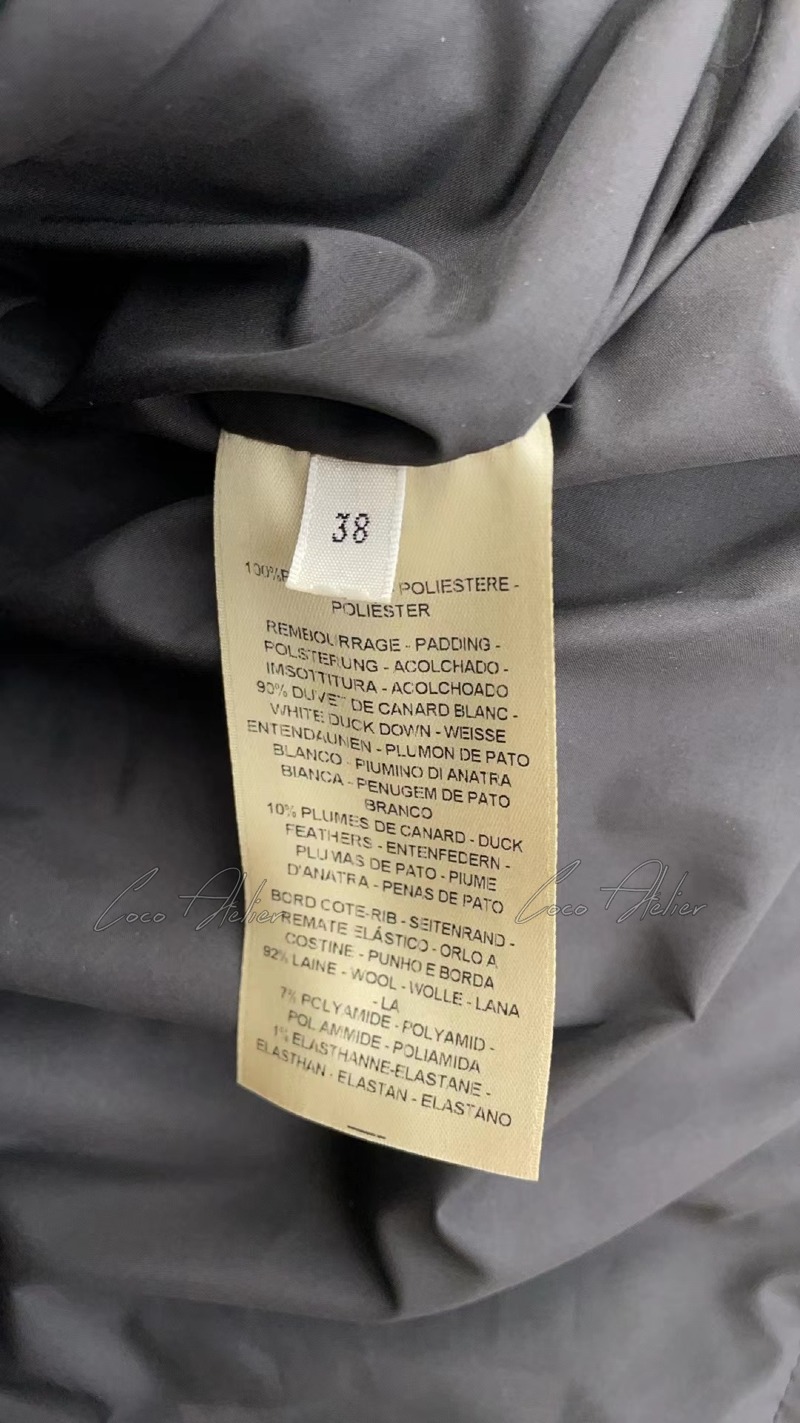 38
100% POLIESTERE -
POLIESTER
REMBOURRAGE - PADDING -
POLSTERUNG - ACOLCHADO -
IMSOTTITURA - ACOLCHOADO
90% DUVET DE CANARD BLANC -
WHITE DUCK DOWN - WEISSE
ENTENDAUNEN - PLUMON DE PATO
BLANCO - PIUMINO DI ANATRA
BIANCA - PENUGEM DE PATO
BRANCO
10% PLUMES DE CANARD - DUCK
FEATHERS - ENTENFEDERN -
PLUMAS DE PATO - PIUME
D'ANATRA - PENAS DE PATO
BORD COTE-RIB - SEITENRAND -
REMATE ELÁSTICO - ORLO A
COSTINE - PUNHO E BORDA
92% LAINE - WOOL - WOLLE - LANA
- LA
7% POLYAMIDE - POLYAMID -
POLAMMIDE - POLIAMIDA
1% ELASTHANNE-ELASTANE -
ELASTHAN - ELASTAN - ELASTANO
Coco Atelier
Coco Atelier